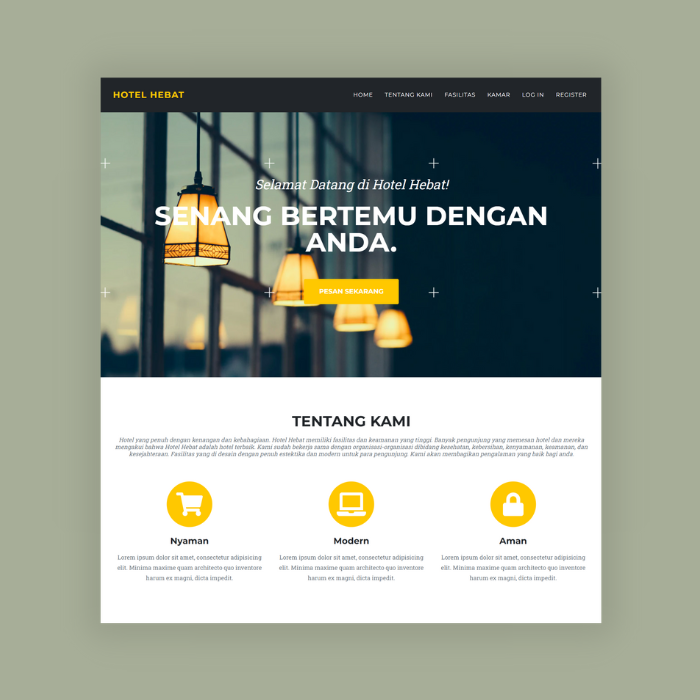 HOTEL HEBAT
HOME TENTANG KAMI FASILITAS KAMAR LOG IN REGISTER
Selamat Datang di Hotel Hebat!
SENANG BERTEMU DENGAN
ANDA.
PESAN SEKARANG
TENTANG KAMI
Hotel yang penuh dengan kenangan dan kebahagiaan. Hotel Hebat memiliki fasilitas dan keamanan yang tinggi. Banyak pengunjung yang memesan hotel dan mereka
mengakui bahwa Hotel Hebat adalah hotel terbaik. Kami sudah bekerja sama dengan organisasi-organisasi dibidang kesehatan, kebersihan, kenyamanan, keamanan, dan
kesejahteraan. Fasilitas yang di desain dengan penuh estektika dan modern untuk para pengunjung. Kami akan membagikan pengalaman yang baik bagi anda.
Nyaman
Lorem ipsum dolor sit amet, consectetur adipisicing
elit. Minima maxime quam architecto quo inventore
harum ex magni, dicta impedit.
Modern
Lorem ipsum dolor sit amet, consectetur adipisicing
elit. Minima maxime quam architecto quo inventore
harum ex magni, dicta impedit.
Aman
Lorem ipsum dolor sit amet, consectetur adipisicing
elit. Minima maxime quam architecto quo inventore
harum ex magni, dicta impedit.